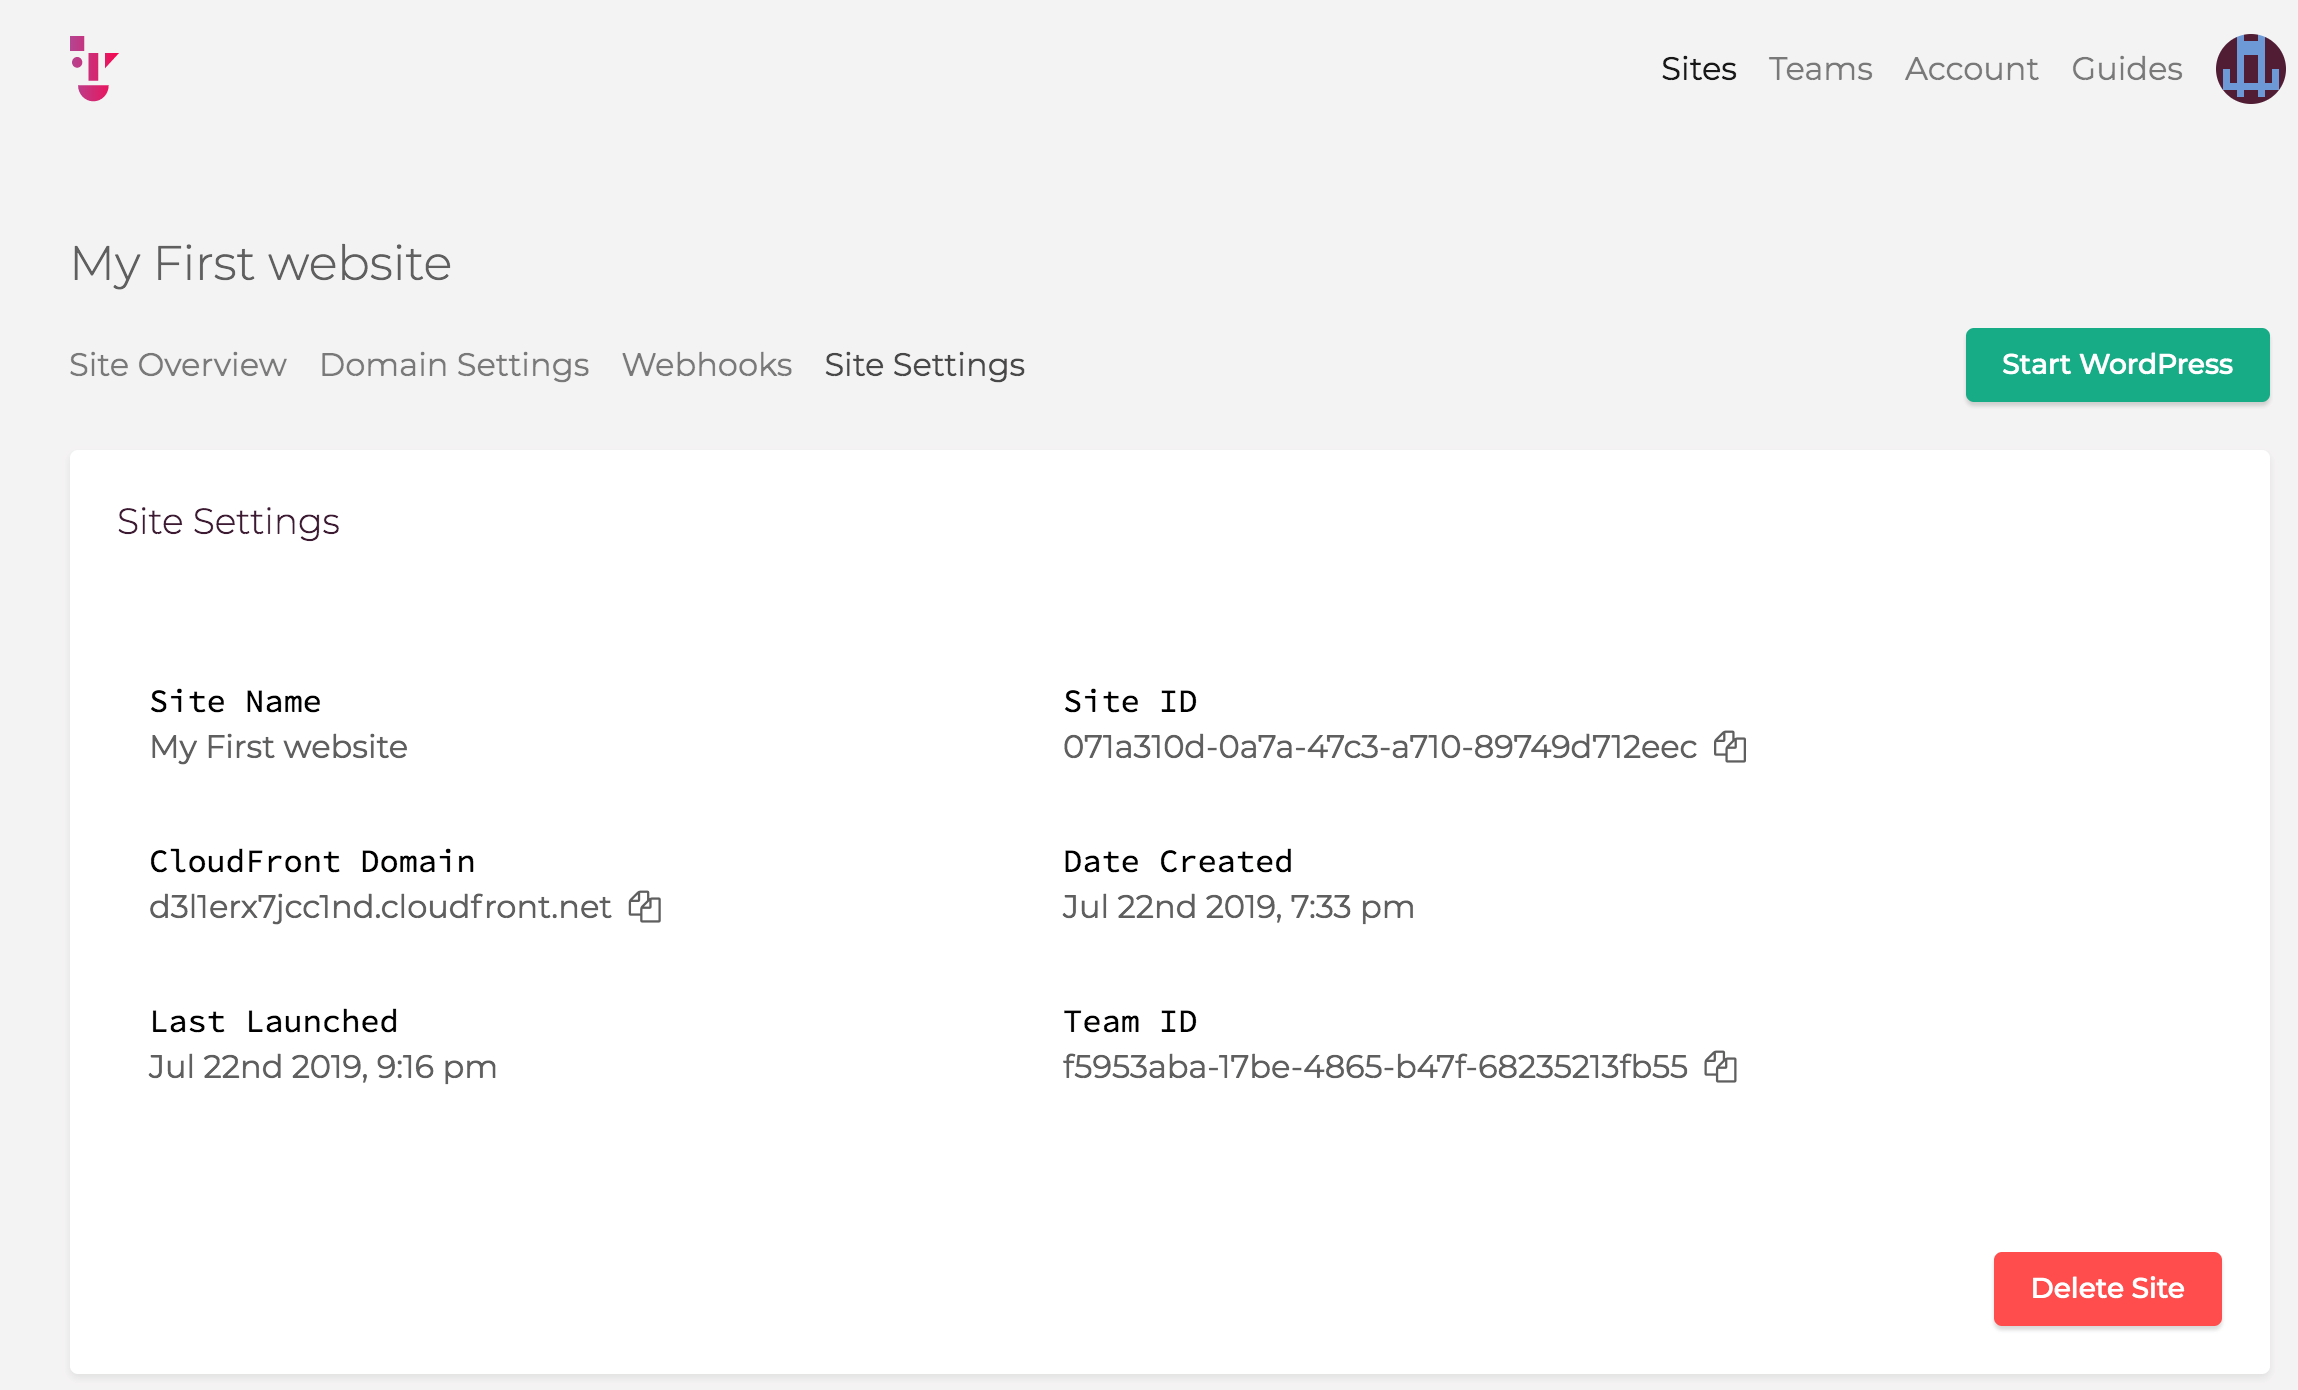 Sites Teams Account Guides
My First website
Site Overview Domain Settings Webhooks Site Settings
Start WordPress
Site Settings
Site Name
My First website
Site ID
071a310d-0a7a-47c3-a710-89749d712eec
CloudFront Domain
d3l1erx7jcc1nd.cloudfront.net
Date Created
Jul 22nd 2019, 7:33 pm
Last Launched
Jul 22nd 2019, 9:16 pm
Team ID
f5953aba-17be-4865-b47f-68235213fb55
Delete Site